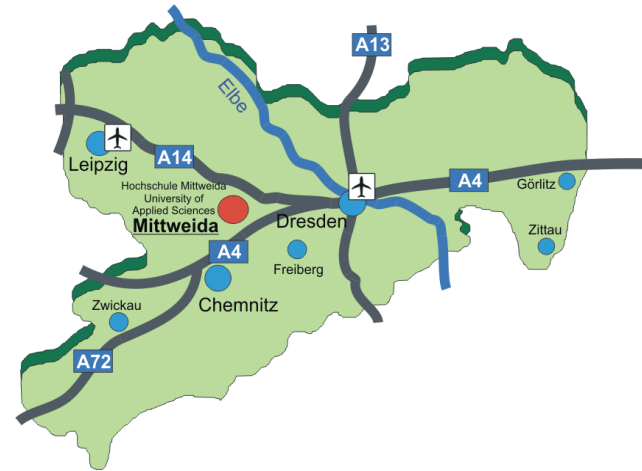 A13
Elbe
Leipzig
A14
A4
Görlitz
Hochschule Mittweida
University of
Applied Sciences
Mittweida
Dresden
Zittau
A4
Freiberg
Chemnitz
Zwickau
A72